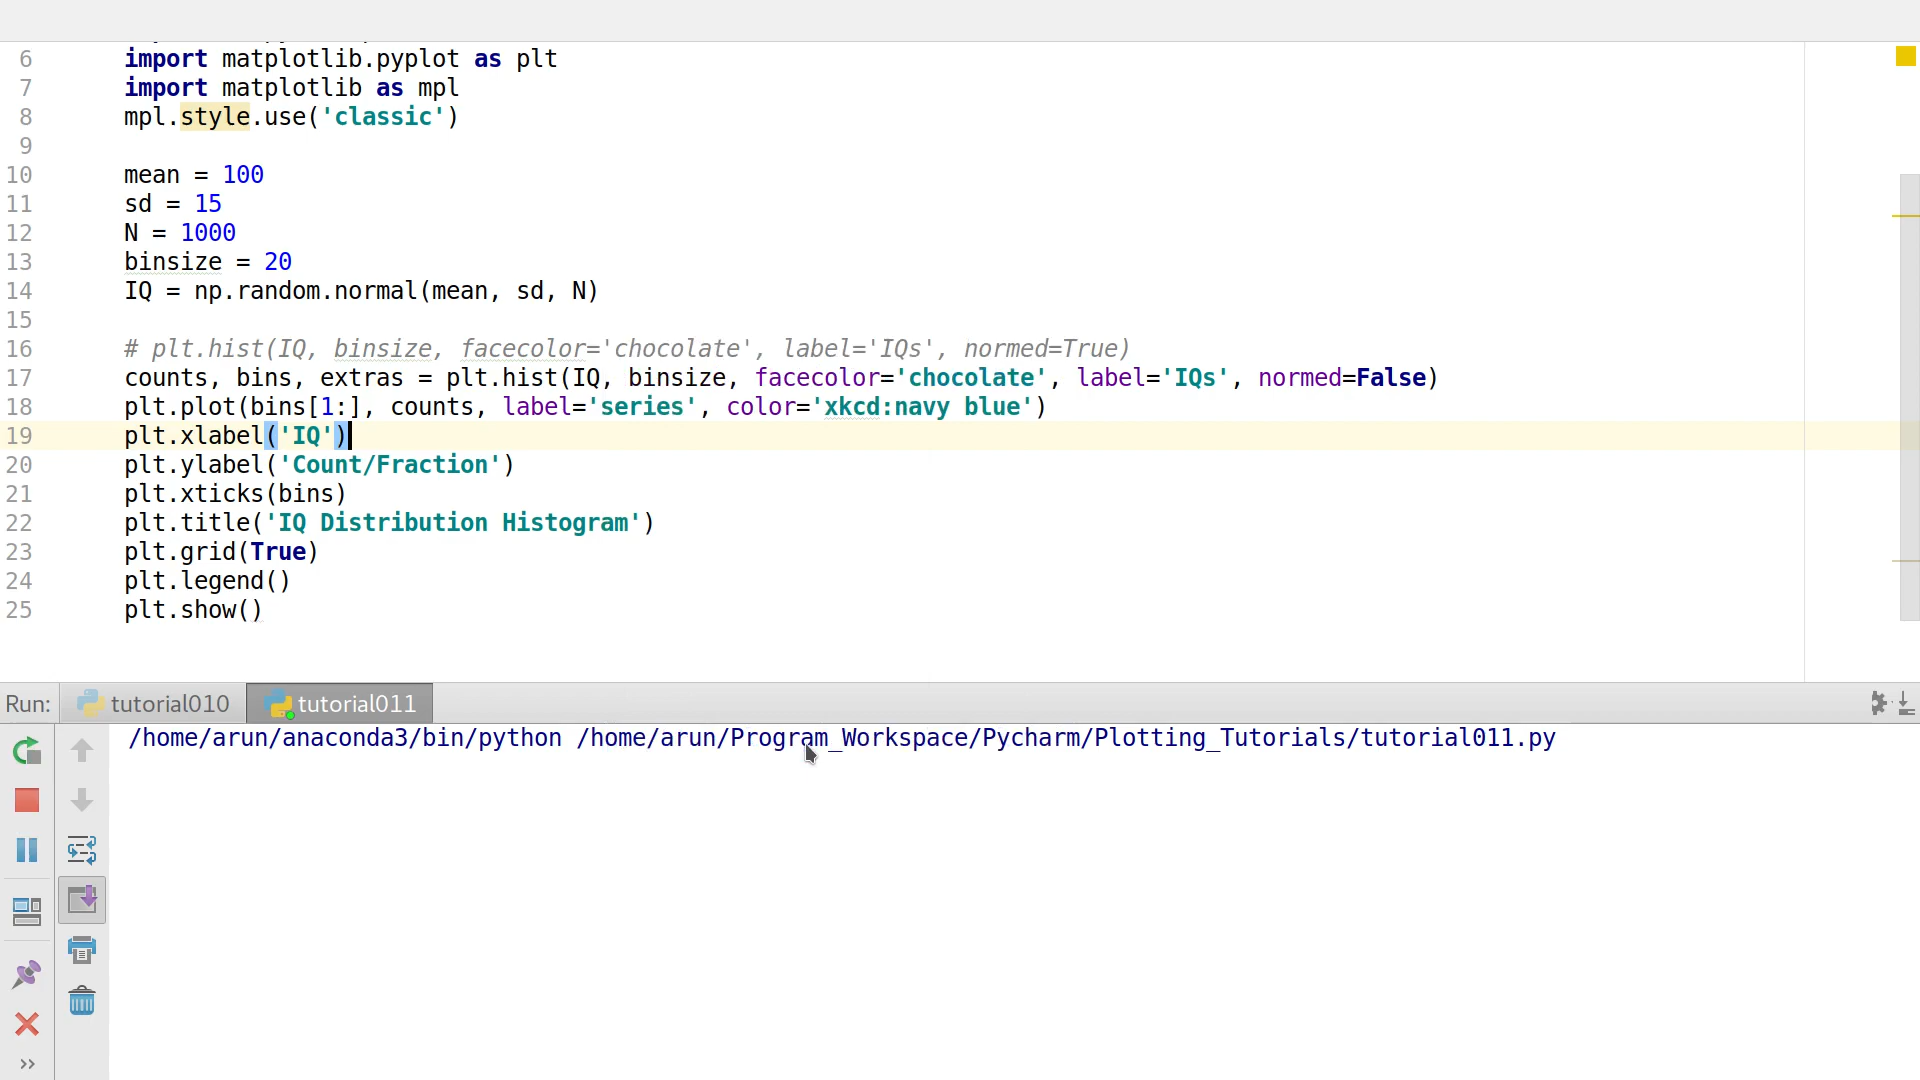 6 import matplotlib.pyplot as plt
7 import matplotlib as mpl
8 mpl.style.use('classic')
9
10 mean = 100
11 sd = 15
12 N = 1000
13 binsize = 20
14 IQ = np.random.normal(mean, sd, N)
15
16 # plt.hist(IQ, binsize, facecolor='chocolate', label='IQs', normed=True)
17 counts, bins, extras = plt.hist(IQ, binsize, facecolor='chocolate', label='IQs', normed=False)
18 plt.plot(bins[1:], counts, label='series', color='xkcd:navy blue')
19 plt.xlabel('IQ')
20 plt.ylabel('Count/Fraction')
21 plt.xticks(bins)
22 plt.title('IQ Distribution Histogram')
23 plt.grid(True)
24 plt.legend()
25 plt.show()
Run: tutorial010 tutorial011
/home/arun/anaconda3/bin/python /home/arun/Program_Workspace/Pycharm/Plotting_Tutorials/tutorial011.py